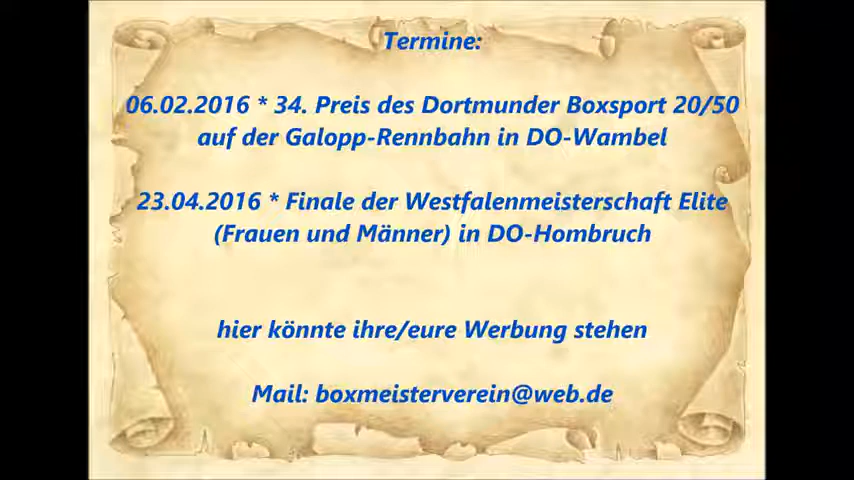 Termine:
06.02.2016 * 34. Preis des Dortmunder Boxsport 20/50
auf der Galopp-Rennbahn in DO-Wambel
23.04.2016 * Finale der Westfalenmeisterschaft Elite
(Frauen und Männer) in DO-Hombruch
hier könnte ihre/eure Werbung stehen
Mail: boxmeisterverein@web.de